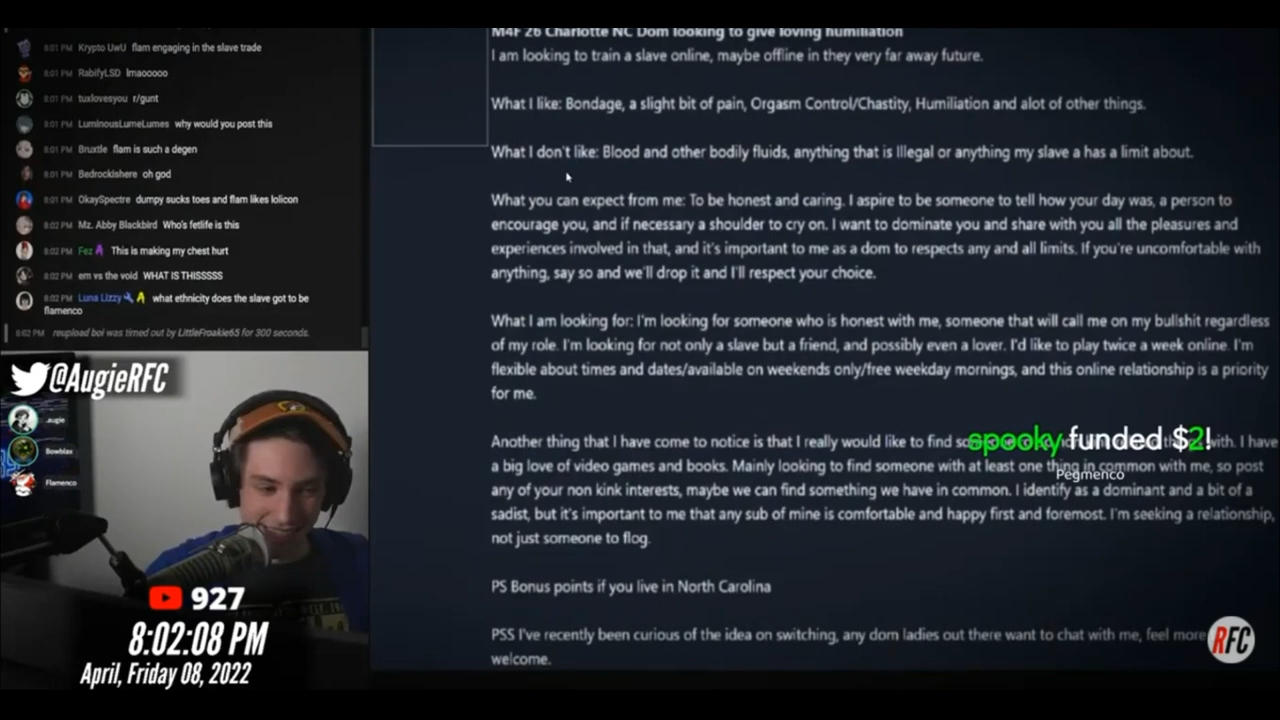 8:01 PM Krypto UwU flam engaging in the slave trade
8:01 PM RabifyLSD lmaooooo
8:01 PM tuxlovesyou r/gunt
8:01 PM LuminousLumeLumes why would you post this
8:01 PM Bruxtle flam is such a degen
8:01 PM Bedrockishere oh god
8:01 PM OkaySpectre dumpy sucks toes and flam likes lolicon
8:02 PM Mz. Abby Blackbird Who's fetlife is this
8:02 PM Fez This is making my chest hurt
8:02 PM em vs the void WHAT IS THISSSSS
8:02 PM Luna Lizzy what ethnicity does the slave got to be
flamenco
8:02 PM reupload boi was timed out by LittleFroakie65 for 300 seconds.
@AugieRFC
.augie
Bowblax
Flamenco
927
8:02:08 PM
April, Friday 08, 2022
M4F 26 Charlotte NC Dom looking to give loving humiliation
I am looking to train a slave online, maybe offline in they very far away future.
What I like: Bondage, a slight bit of pain, Orgasm Control/Chastity, Humiliation and alot of other things.
What I don't like: Blood and other bodily fluids, anything that is Illegal or anything my slave a has a limit about.
What you can expect from me: To be honest and caring. I aspire to be someone to tell how your day was, a person to
encourage you, and if necessary a shoulder to cry on. I want to dominate you and share with you all the pleasures and
experiences involved in that, and it's important to me as a dom to respects any and all limits. If you're uncomfortable with
anything, say so and we'll drop it and I'll respect your choice.
What I am looking for: I'm looking for someone who is honest with me, someone that will call me on my bullshit regardless
of my role. I'm looking for not only a slave but a friend, and possibly even a lover. I'd like to play twice a week online. I'm
flexible about times and dates/available on weekends only/free weekday mornings, and this online relationship is a priority
for me.
Another thing that I have come to notice is that I really would like to find with. I have
spooky funded $2!
a big love of video games and books. Mainly looking to find someone with at least one thing in common with me, so post
Pegmenco
any of your non kink interests, maybe we can find something we have in common. I identify as a dominant and a bit of a
sadist, but it's important to me that any sub of mine is comfortable and happy first and foremost. I'm seeking a relationship,
not just someone to flog.
PS Bonus points if you live in North Carolina
PSS I've recently been curious of the idea on switching, any dom ladies out there want to chat with me, feel more
welcome.
RFC